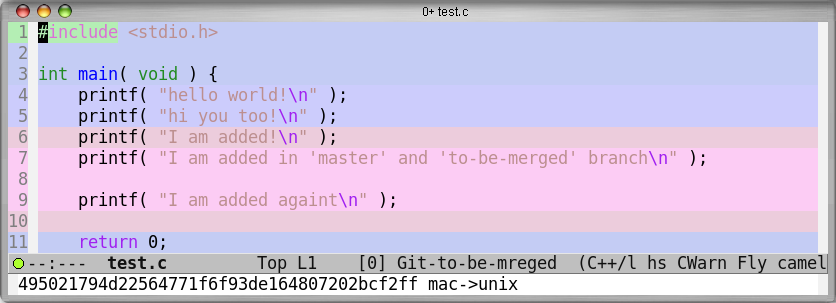 0+ test.c
1 #include <stdio.h>
2
3 int main( void ) {
4 printf( "hello world!\n" );
5 printf( "hi you too!\n" );
6 printf( "I am added!\n" );
7 printf( "I am added in 'master' and 'to-be-merged' branch\n" );
8
9 printf( "I am added againt\n" );
10
11 return 0;
--:--- test.c Top L1 [0] Git-to-be-mreged (C++/l hs CWarn Fly camel
495021794d22564771f6f93de164807202bcf2ff mac->unix